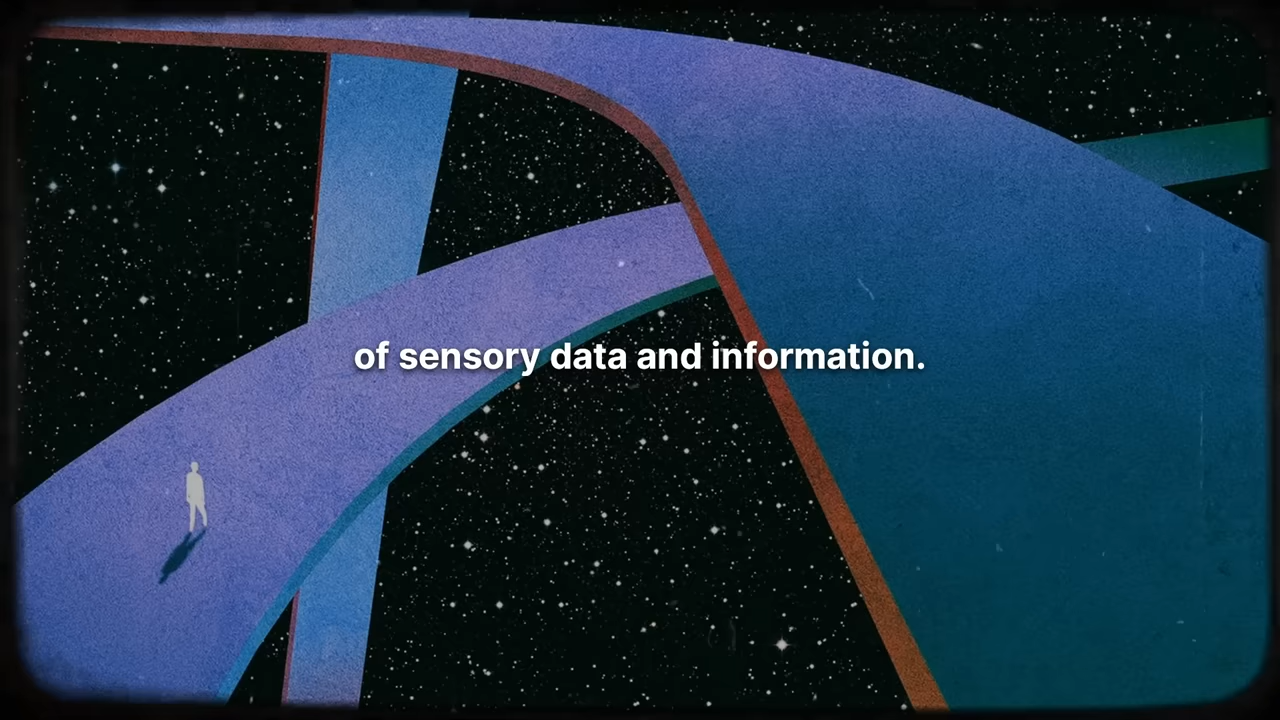 of sensory data and information.